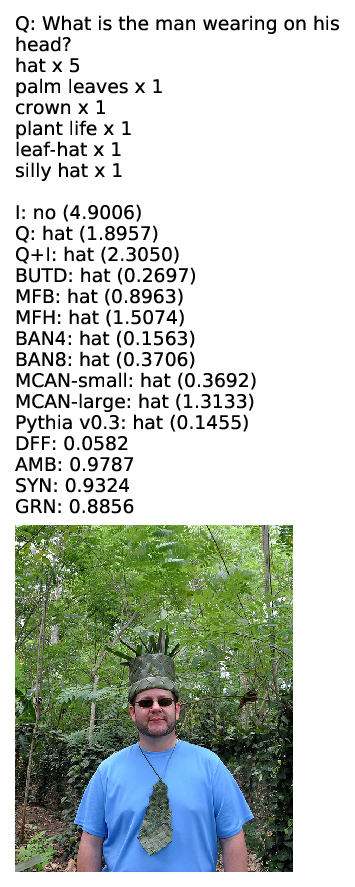 Q: What is the man wearing on his
head?
hat x 5
palm leaves x 1
crown x 1
plant life x 1
leaf-hat x 1
silly hat x 1
I: no (4.9006)
Q: hat (1.8957)
Q+I: hat (2.3050)
BUTD: hat (0.2697)
MFB: hat (0.8963)
MFH: hat (1.5074)
BAN4: hat (0.1563)
BAN8: hat (0.3706)
MCAN-small: hat (0.3692)
MCAN-large: hat (1.3133)
Pythia v0.3: hat (0.1455)
DFF: 0.0582
AMB: 0.9787
SYN: 0.9324
GRN: 0.8856